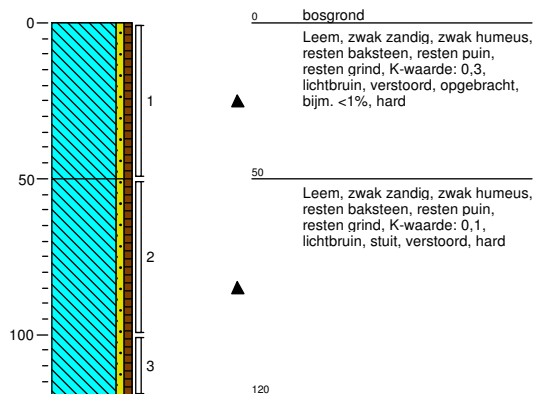 0
0
bosgrond
Leem, zwak zandig, zwak humeus,
resten baksteen, resten puin,
resten grind, K-waarde: 0,3,
lichtbruin, verstoord, opgebracht,
bijm. <1%, hard
1
50
50
Leem, zwak zandig, zwak humeus,
resten baksteen, resten puin,
resten grind, K-waarde: 0,1,
lichtbruin, stuit, verstoord, hard
2
100
3
120